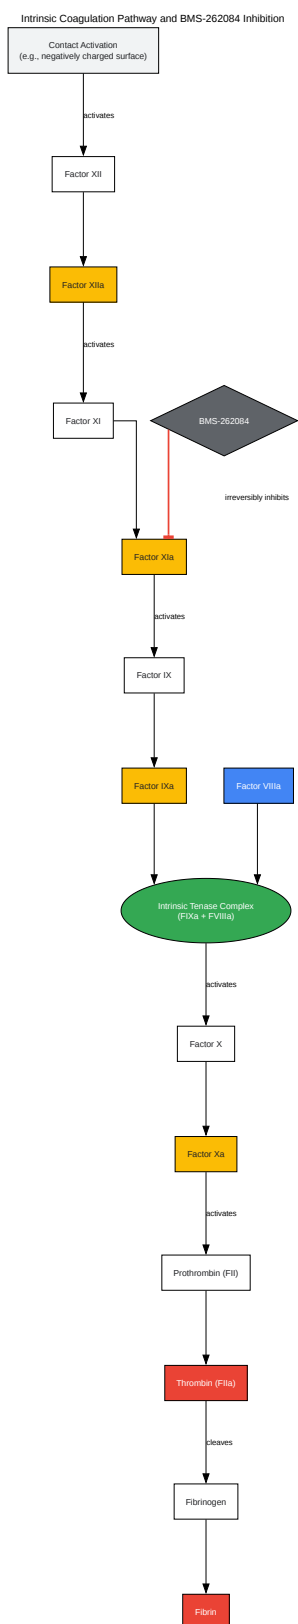 Intrinsic Coagulation Pathway and BMS-262084 Inhibition
Contact Activation
(e.g., negatively charged surface)
activates
Factor XII
Factor XIIa
activates
Factor XI
BMS-262084
irreversibly inhibits
Factor XIa
activates
Factor IX
Factor IXa
Factor VIIIa
Intrinsic Tenase Complex
(FIXa + FVIIIa)
activates
Factor X
Factor Xa
activates
Prothrombin (FII)
Thrombin (FIIa)
cleaves
Fibrinogen
Fibrin